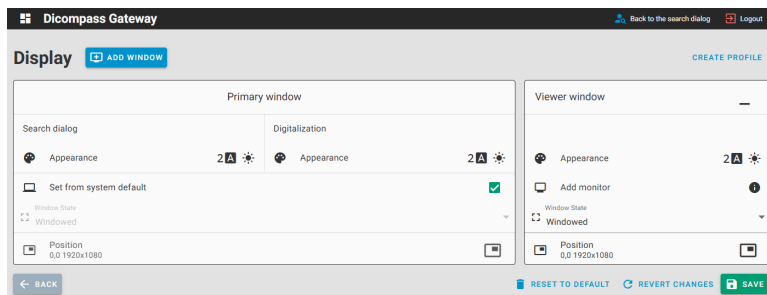 Dicompass Gateway
Back to the search dialog
Logout
Display
ADD WINDOW
CREATE PROFILE
Primary window
Search dialog
Digitalization
Appearance
2 A
Appearance
2 A
Set from system default
Window State
Windowed
Position
0,0 1920x1080
Viewer window
Appearance
2 A
Add monitor
Window State
Windowed
Position
0,0 1920x1080
BACK
RESET TO DEFAULT
REVERT CHANGES
SAVE